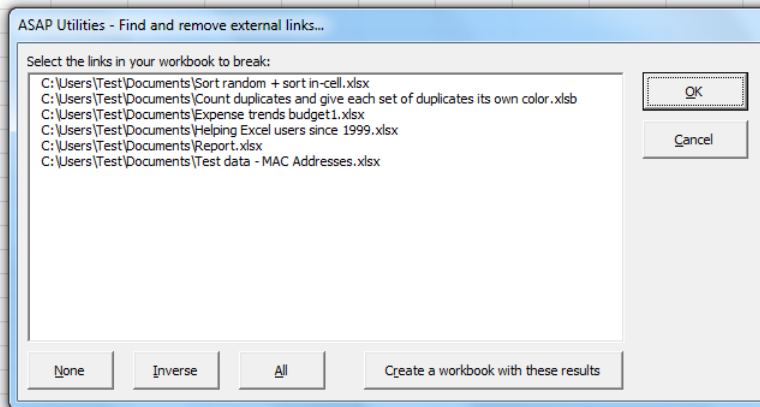 ASAP Utilities - Find and remove external links...
Select the links in your workbook to break:
C:\Users\Test\Documents\Sort random + sort in-cell.xlsx
C:\Users\Test\Documents\Count duplicates and give each set of duplicates its own color.xlsb
C:\Users\Test\Documents\Expense trends budget1.xlsx
C:\Users\Test\Documents\Helping Excel users since 1999.xlsx
C:\Users\Test\Documents\Report.xlsx
C:\Users\Test\Documents\Test data - MAC Addresses.xlsx
OK
Cancel
None
Inverse
All
Create a workbook with these results